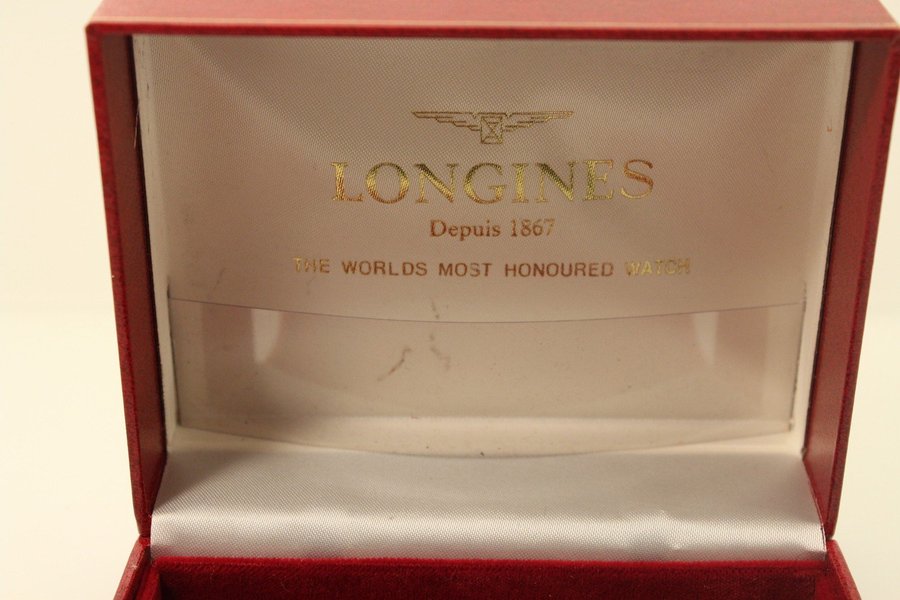 LONGINES
Depuis 1867
THE WORLDS MOST HONOURED WATCH